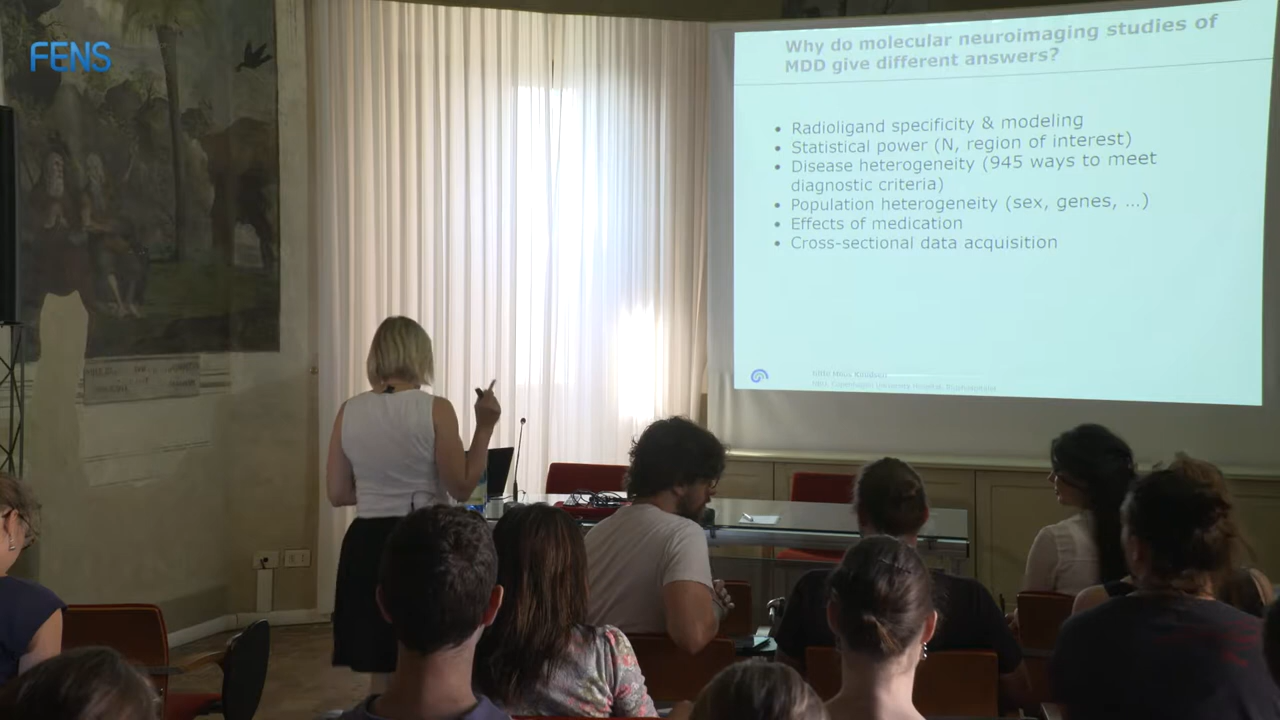 FENS
Why do molecular neuroimaging studies of
MDD give different answers?
• Radioligand specificity & modeling
• Statistical power (N, region of interest)
• Disease heterogeneity (945 ways to meet
diagnostic criteria)
• Population heterogeneity (sex, genes, ...)
• Effects of medication
• Cross-sectional data acquisition